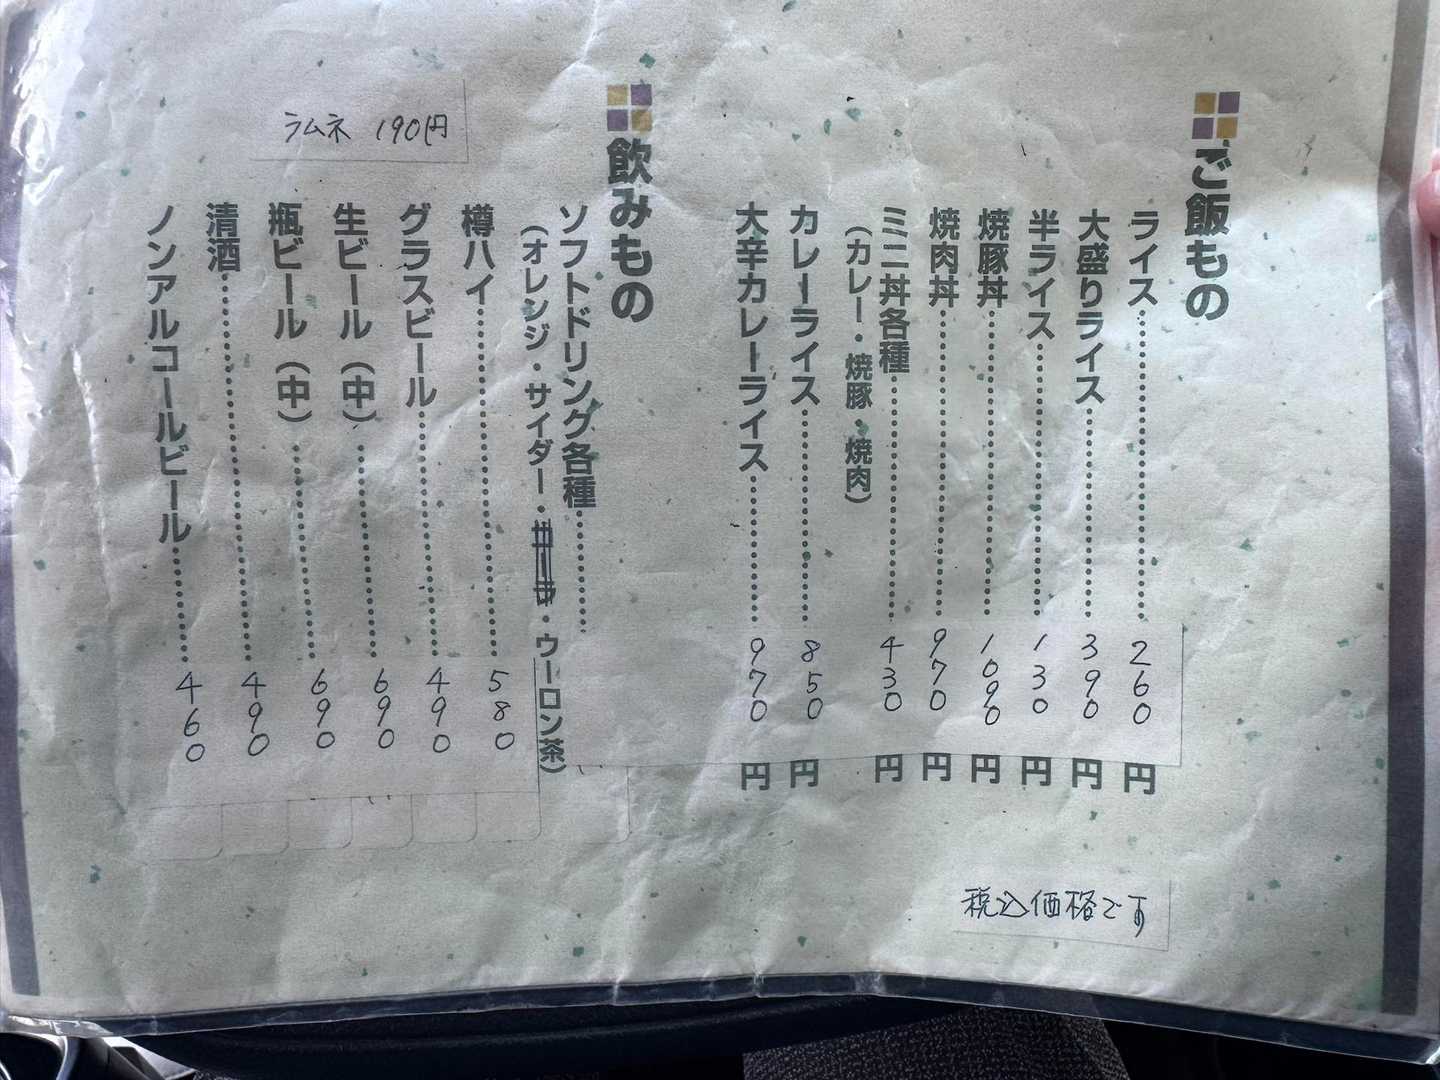 ご飯もの
ライス……260円
大盛りライス……390円
半ライス……130円
焼豚丼……1090円
焼肉丼……970円
ミニ丼各種……430円
(カレー・焼豚・焼肉)
カレーライス……850円
大辛カレーライス……970円
税込価格です
飲みもの
ソフトドリンク各種……
(オレンジ・サイダー・・ウーロン茶)
樽ハイ……580
グラスビール……490
生ビール(中)……690
瓶ビール(中)……690
清酒……490
ノンアルコールビール……460
ラムネ 190円